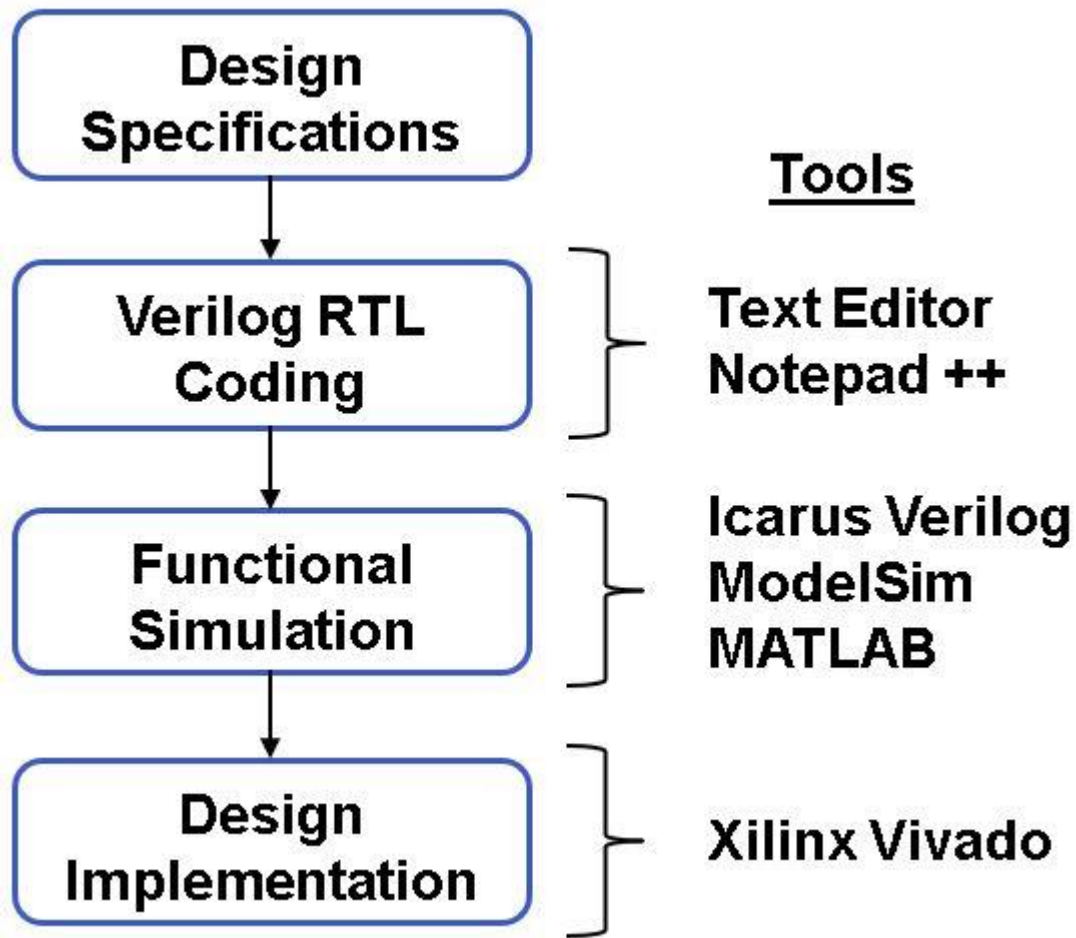 Design
Specifications
Tools
Verilog RTL
Coding
Text Editor
Notepad ++
Functional
Simulation
Icarus Verilog
ModelSim
MATLAB
Design
Implementation
Xilinx Vivado